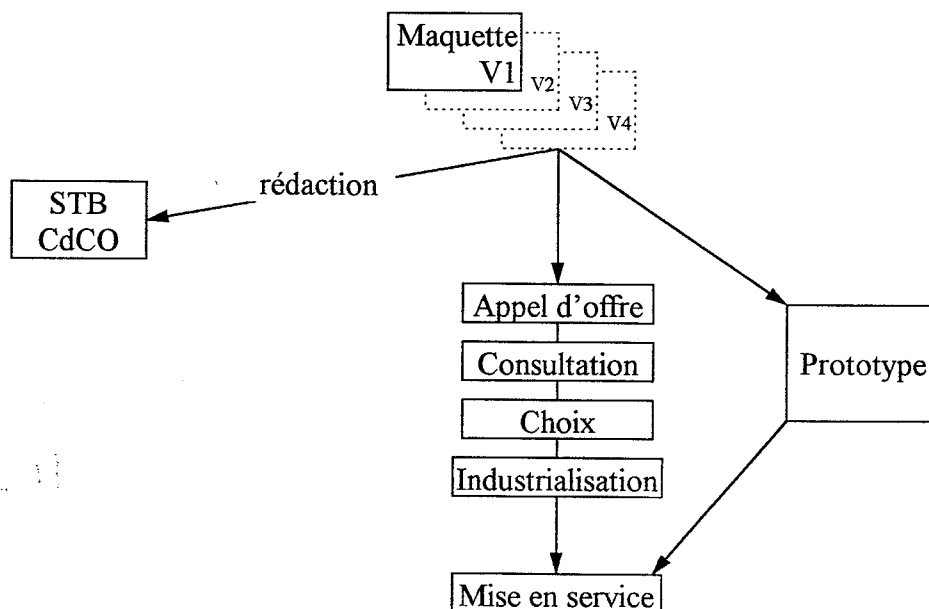 Maquette
V1
V2
V3
V4
rédaction
STB
CdCO
Appel d'offre
Consultation
Prototype
Choix
Industrialisation
Mise en service